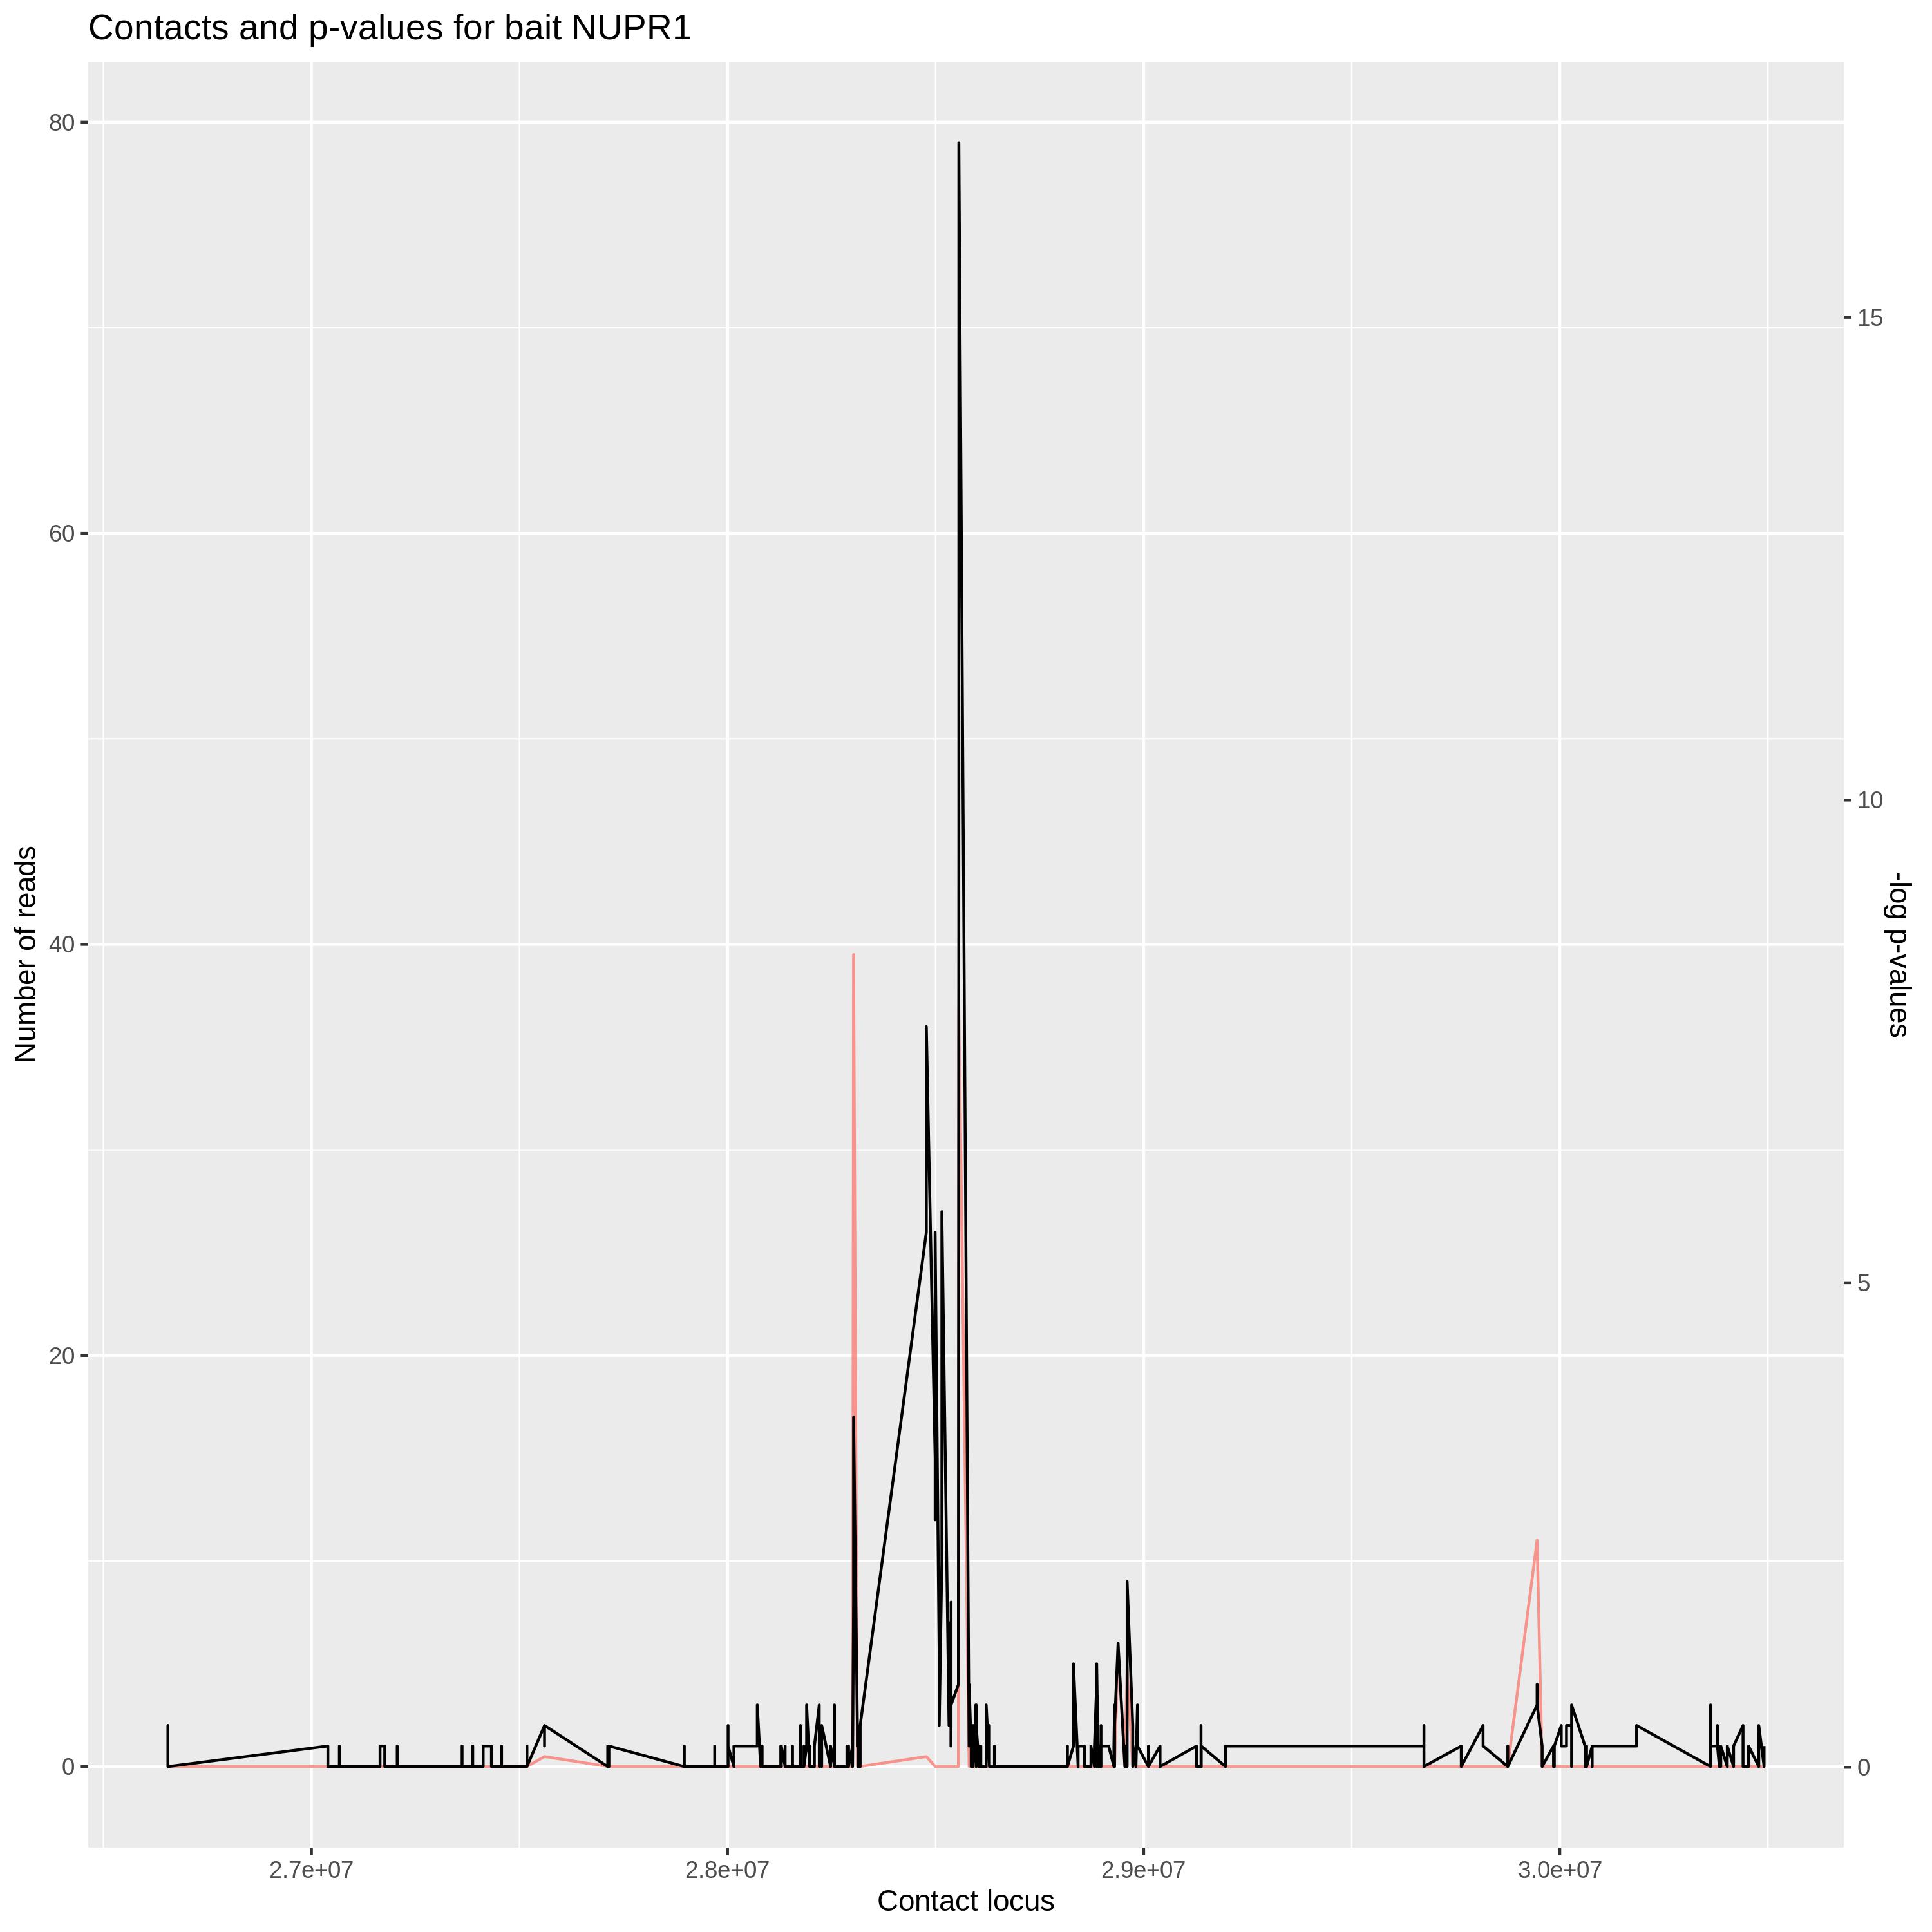 Contacts and p-values for bait NUPR1
80
60
40
20
0
Number of reads
15
10
5
0
-log p-values
2.7e+07 2.8e+07 2.9e+07 3.0e+07
Contact locus